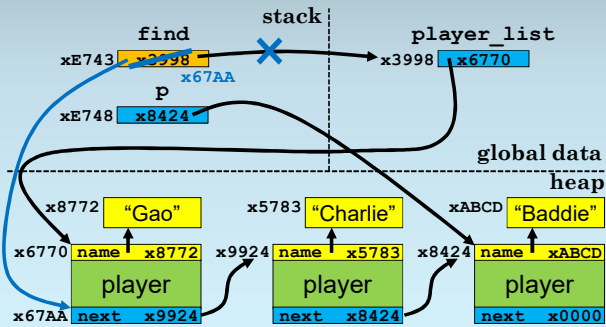 stack
find
player_list
xE743 x3998
x3998 x6770
x67AA
p
xE748 x8424
global data
heap
x8772 “Gao”
x5783 “Charlie”
xABCD “Baddie”
x6770 name x8772
x9924 name x5783
x8424 name xABCD
player
player
player
x67AA next x9924
next x8424
next x0000